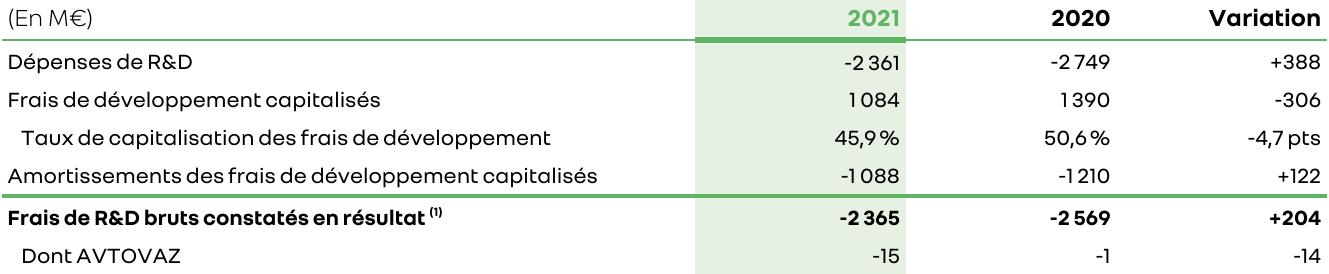 (En M€) 2021 2020 Variation
Dépenses de R&D -2 361 -2 749 +388
Frais de développement capitalisés 1 084 1 390 -306
Taux de capitalisation des frais de développement 45,9 % 50,6 % -4,7 pts
Amortissements des frais de développement capitalisés -1 088 -1 210 +122
Frais de R&D bruts constatés en résultat (1) -2 365 -2 569 +204
Dont AVTOVAZ -15 -1 -14